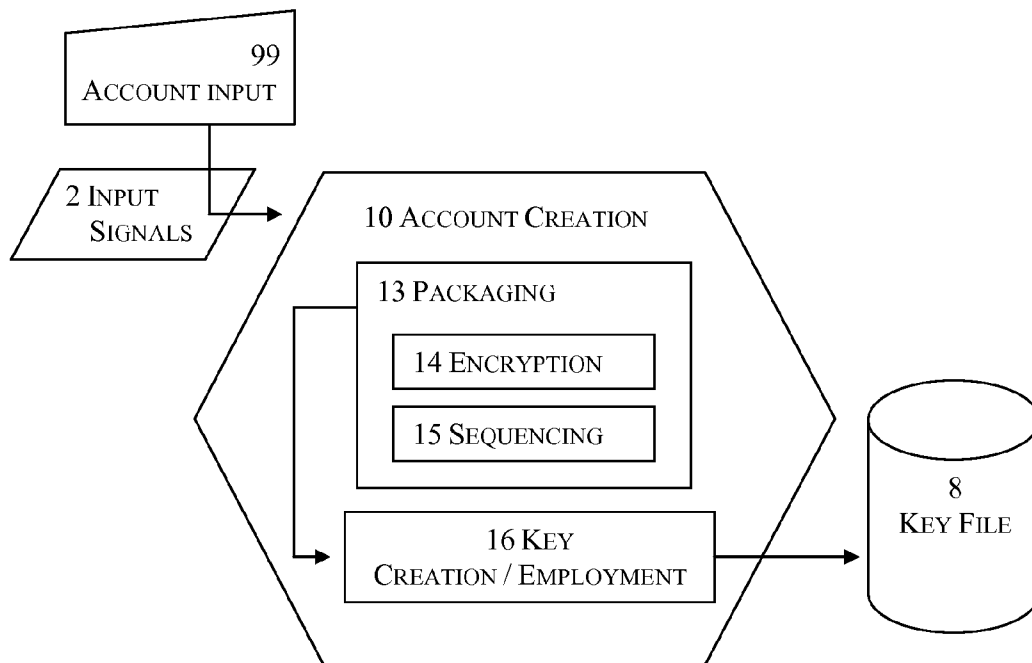 99
ACCOUNT INPUT
2 INPUT
SIGNALS
10 ACCOUNT CREATION
13 PACKAGING
14 ENCRYPTION
15 SEQUENCING
16 KEY
CREATION / EMPLOYMENT
8
KEY FILE